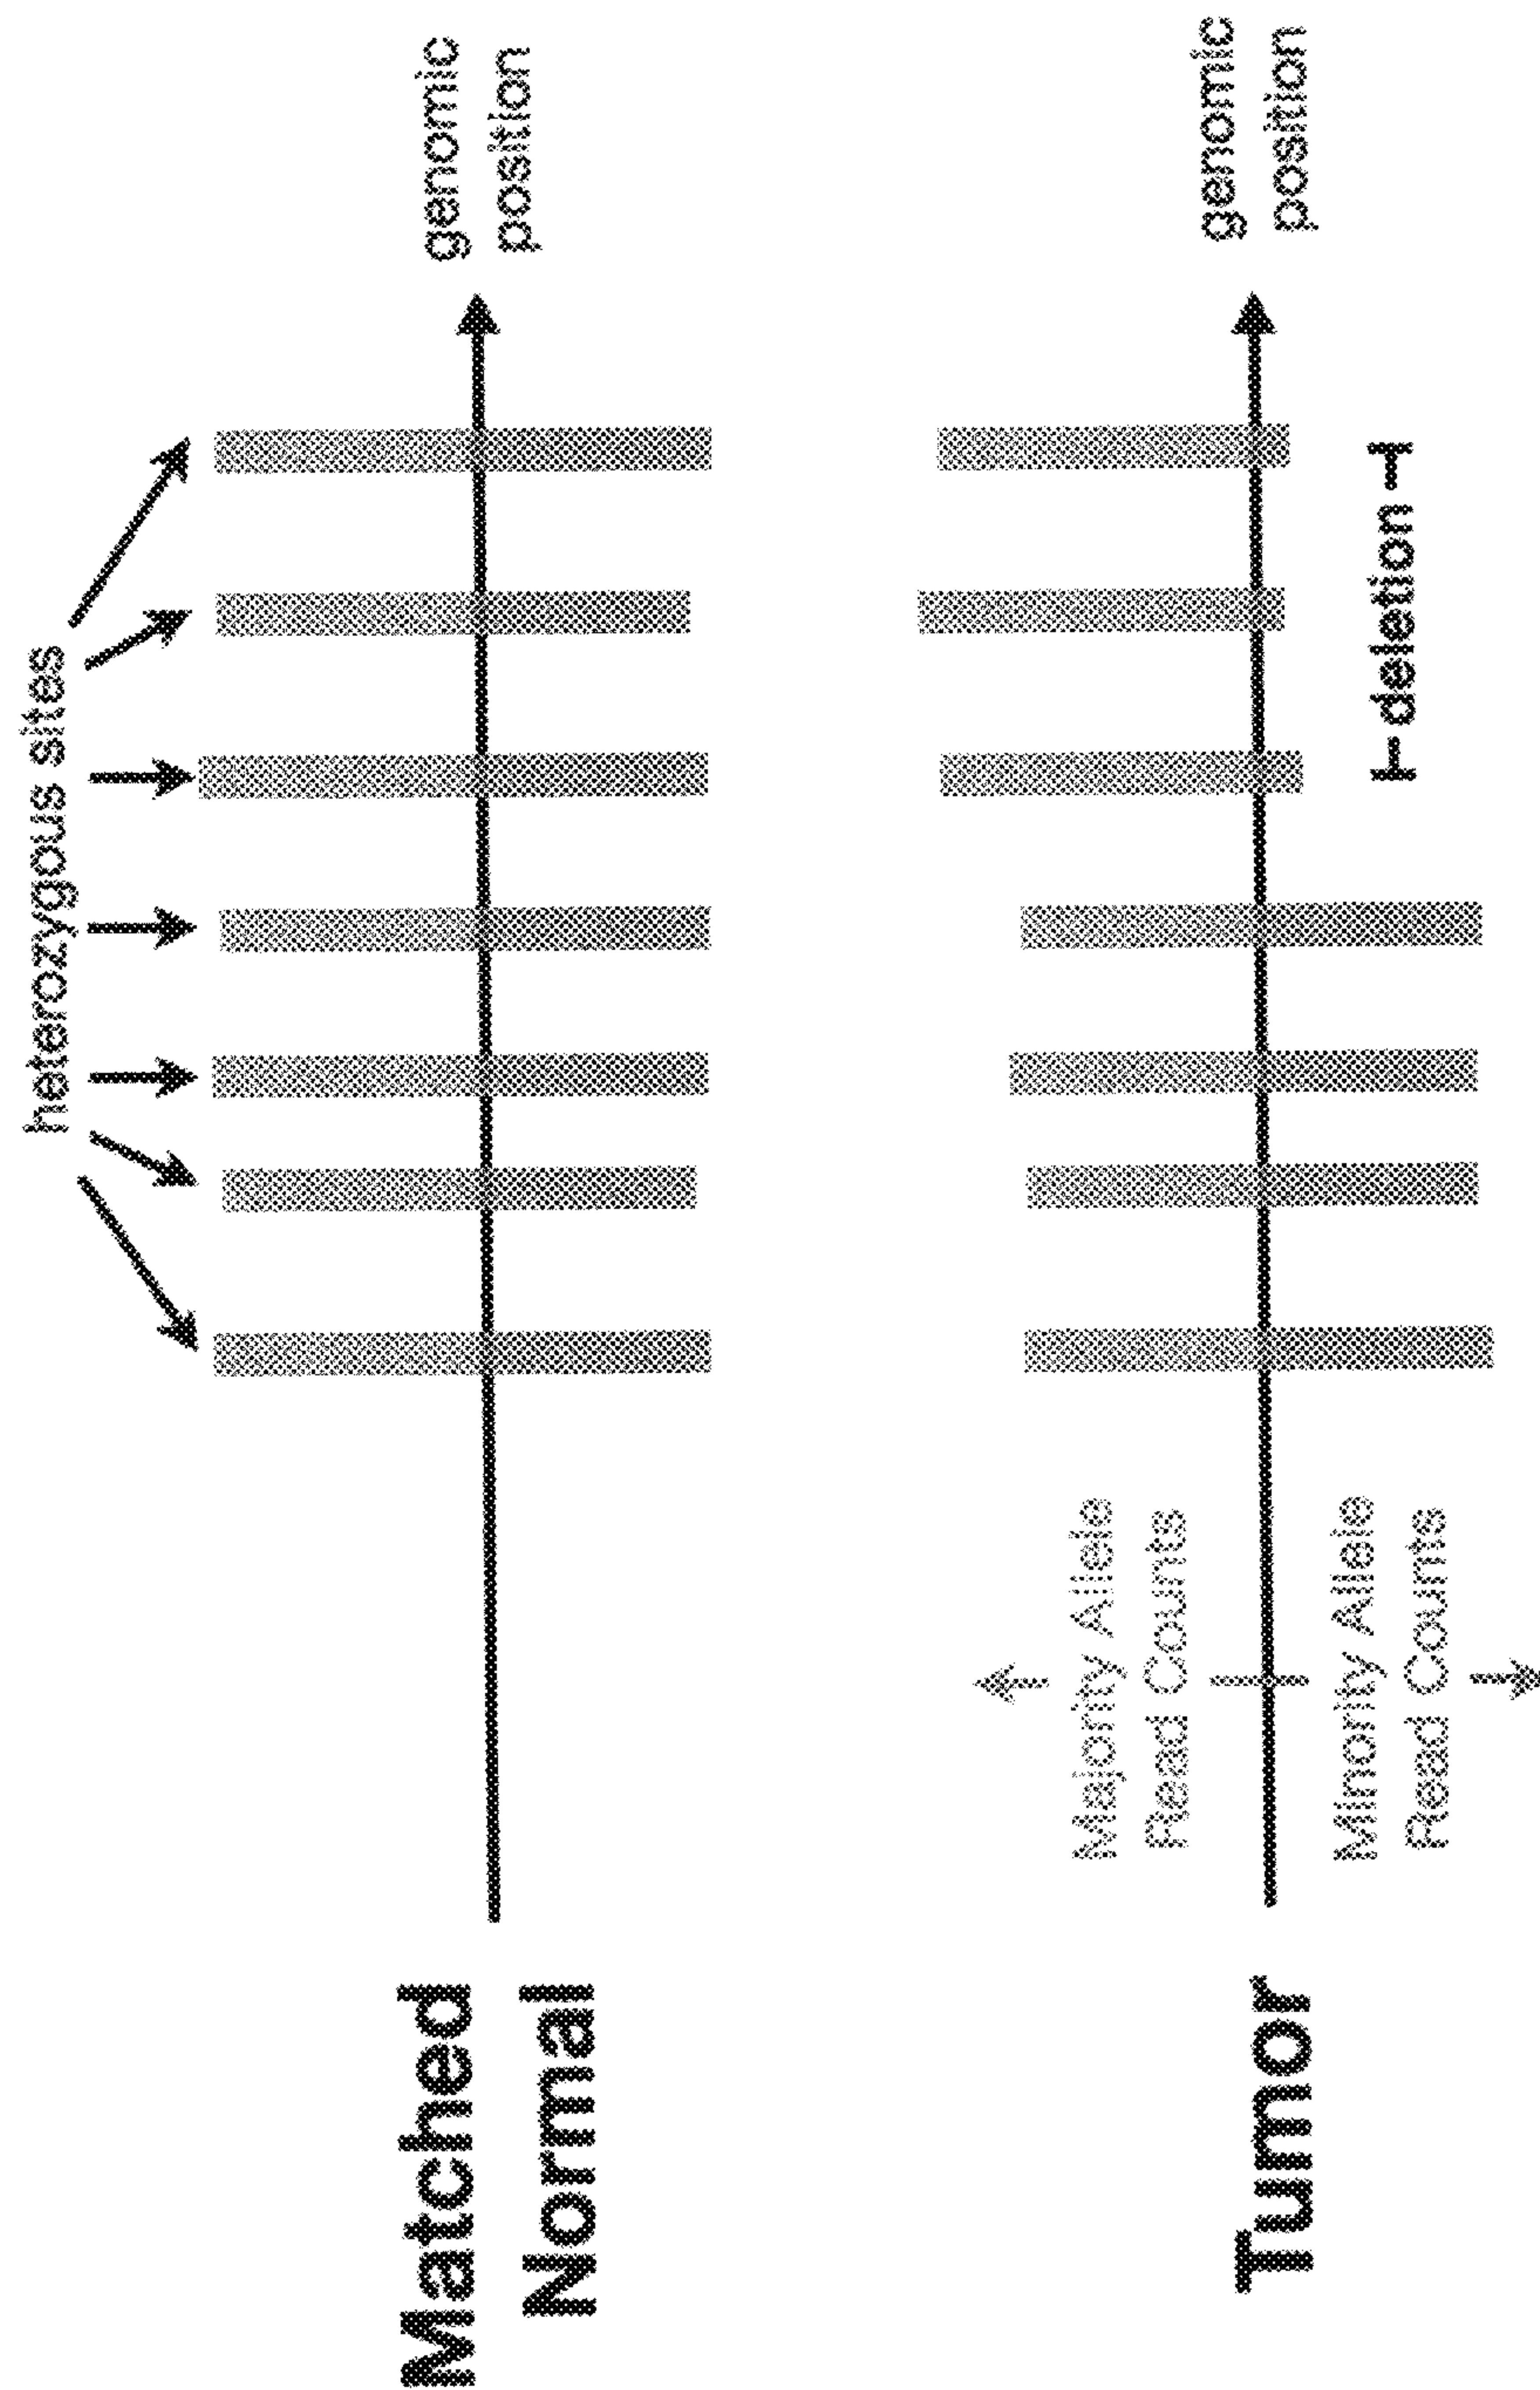 heterozygous sites
Matched
Normal
genomic
position
Tumor
Majority Allele
Read Counts
Minority Allele
Read Counts
deletion
genomic
position